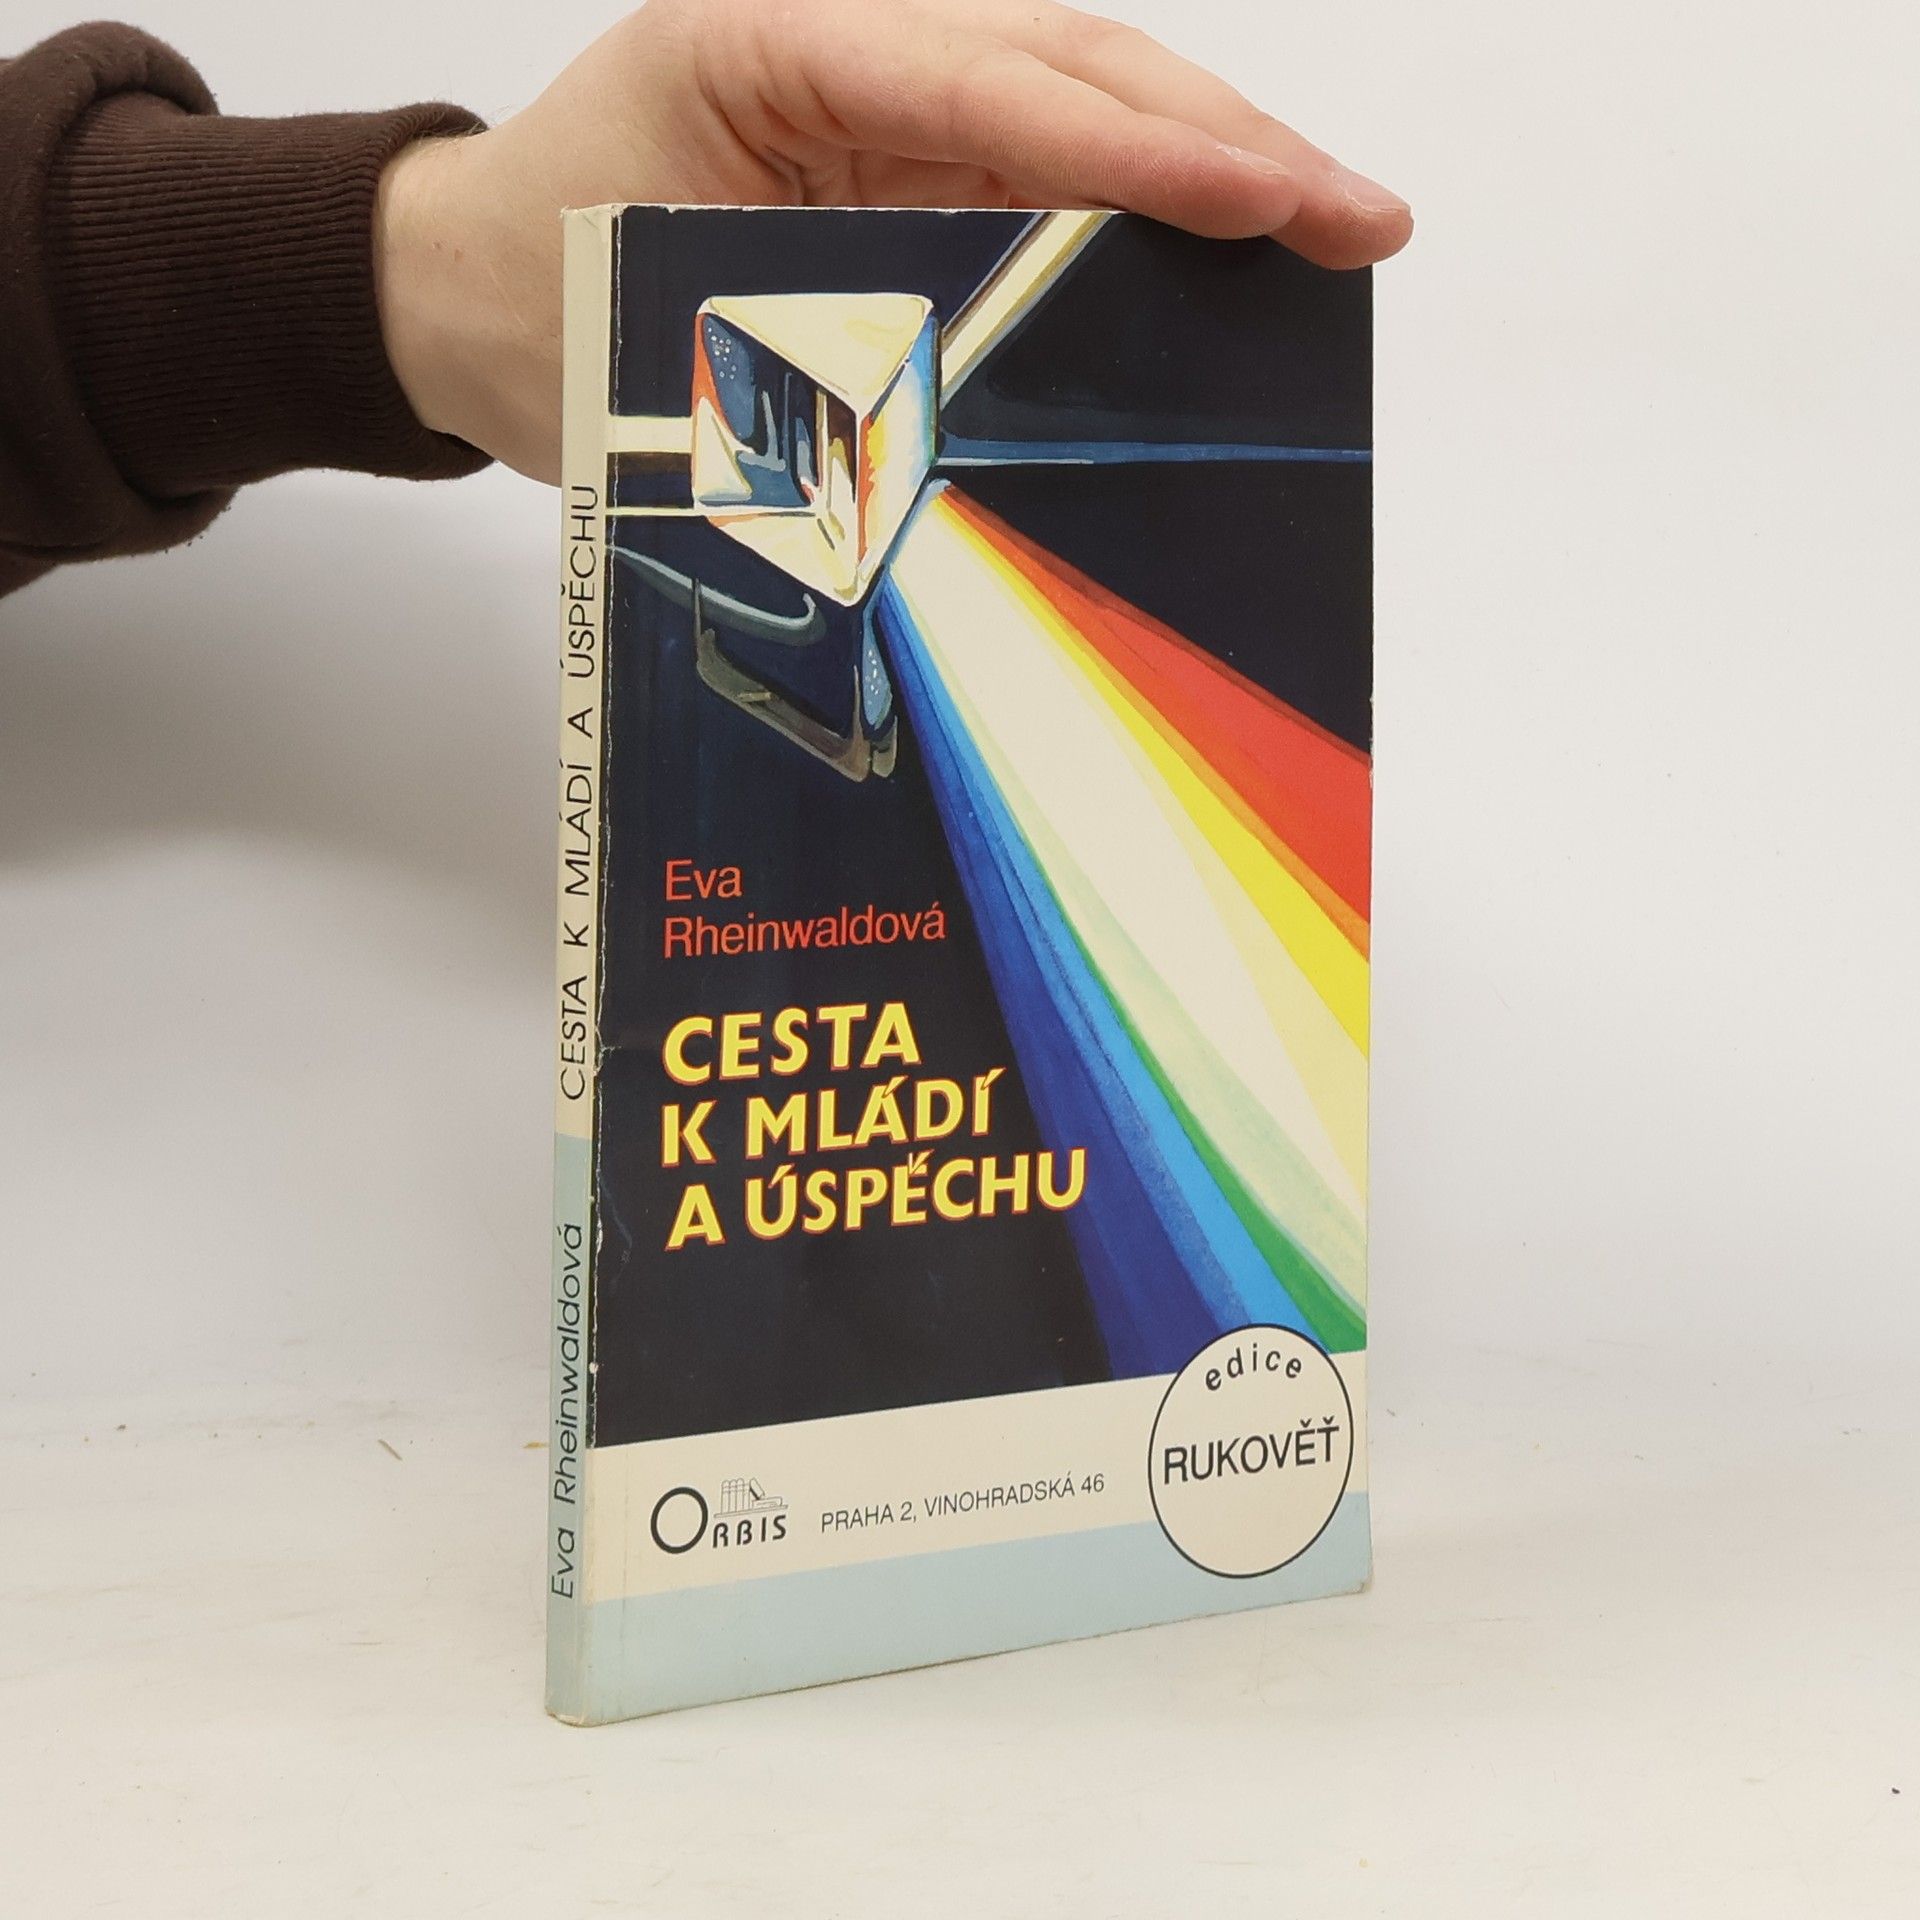 CESTA K MLÁDÍ A ÚSPĚCHU
Eva Rheinwaldová
Eva
Rheinwaldová
CESTA
K MLÁDÍ
A ÚSPĚCHU
edice
RUKOVĚŤ
ORBIS
PRAHA 2, VINOHRADSKÁ 46